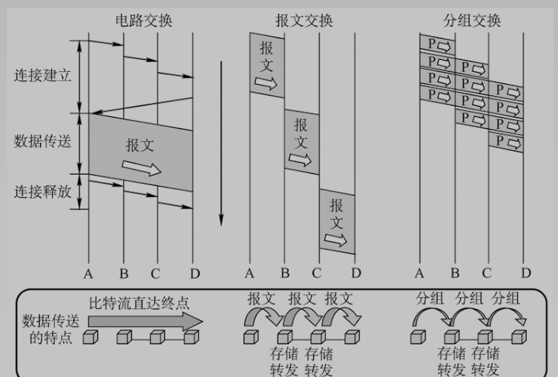 电路交换
报文交换
分组交换
连接建立
数据传送
连接释放
报文
A B C D
报
文
报
文
报
文
A B C D
P P P P
P P P P
P P P P
A B C D
数据传送
的特点
比特流直达终点
报文 报文 报文
存储 存储
转发 转发
分组 分组 分组
存储 存储
转发 转发